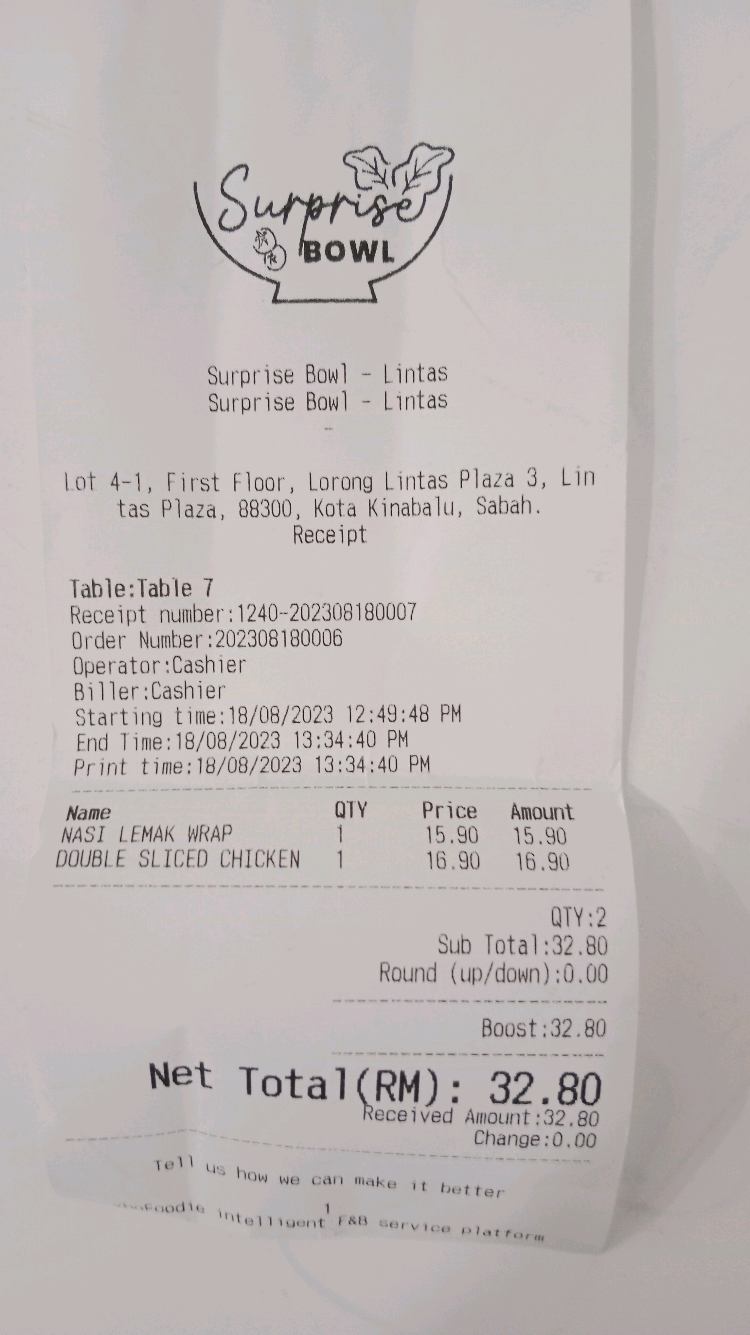 Surprise
BOWL
Surprise Bowl - Lintas
Surprise Bowl - Lintas
-
Lot 4-1, First Floor, Lorong Lintas Plaza 3, Lin
tas Plaza, 88300, Kota Kinabalu, Sabah.
Receipt
Table:Table 7
Receipt number:1240-202308180007
Order Number:202308180006
Operator:Cashier
Biller:Cashier
Starting time:18/08/2023 12:49:48 PM
End Time:18/08/2023 13:34:40 PM
Print time:18/08/2023 13:34:40 PM
Name QTY Price Amount
NASI LEMAK WRAP 1 15.90 15.90
DOUBLE SLICED CHICKEN 1 16.90 16.90
QTY:2
Sub Total:32.80
Round (up/down):0.00
Boost:32.80
Net Total(RM): 32.80
Received Amount:32.80
Change:0.00
Tell us how we can make it better
1
intelligent F&B service platform